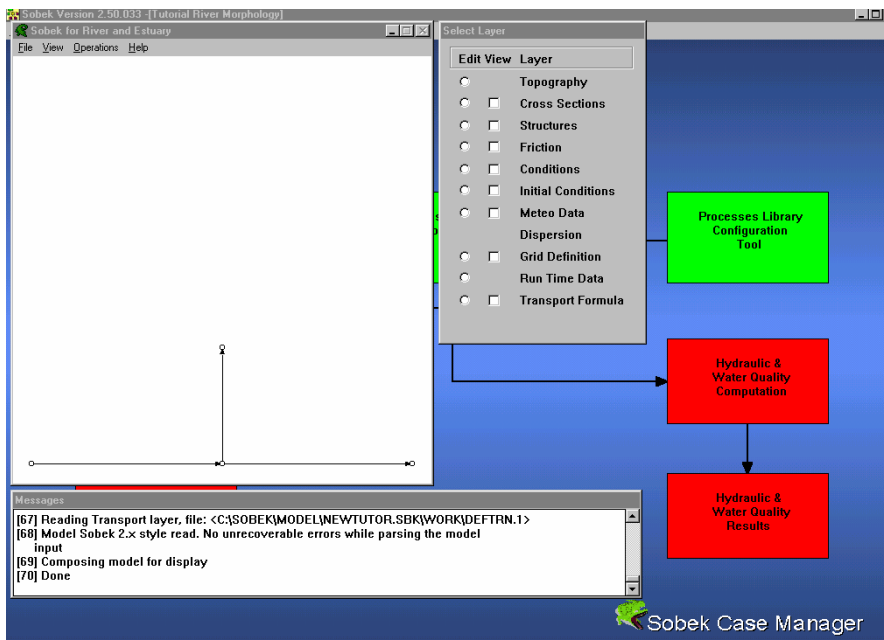 Sobek Version 2.50.033 -[Tutorial River Morphology]
Sobek for River and Estuary
File View Operations Help
Select Layer
Edit View Layer
Topography
Cross Sections
Structures
Friction
Conditions
Initial Conditions
Meteo Data
Dispersion
Grid Definition
Run Time Data
Transport Formula
Processes Library
Configuration
Tool
Hydraulic &
Water Quality
Computation
Hydraulic &
Water Quality
Results
Messages
[67] Reading Transport layer, file: <C:\SOBEK\MODEL\NEWTUTOR.SBK\WORK\DEFTRN.1>
[68] Model Sobek 2.x style read. No unrecoverable errors while parsing the model
input
[69] Composing model for display
[70] Done
Sobek Case Manager